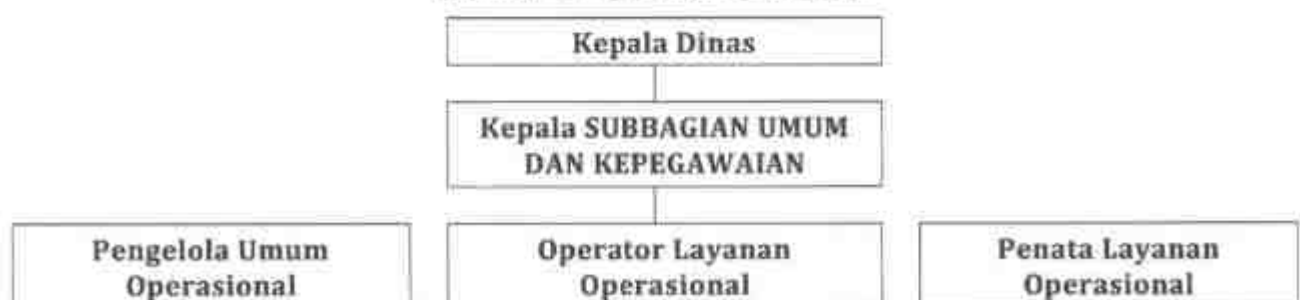 Kepala Dinas
Kepala SUBBAGIAN UMUM
DAN KEPEGAWAIAN
Pengelola Umum
Operasional
Operator Layanan
Operasional
Penata Layanan
Operasional